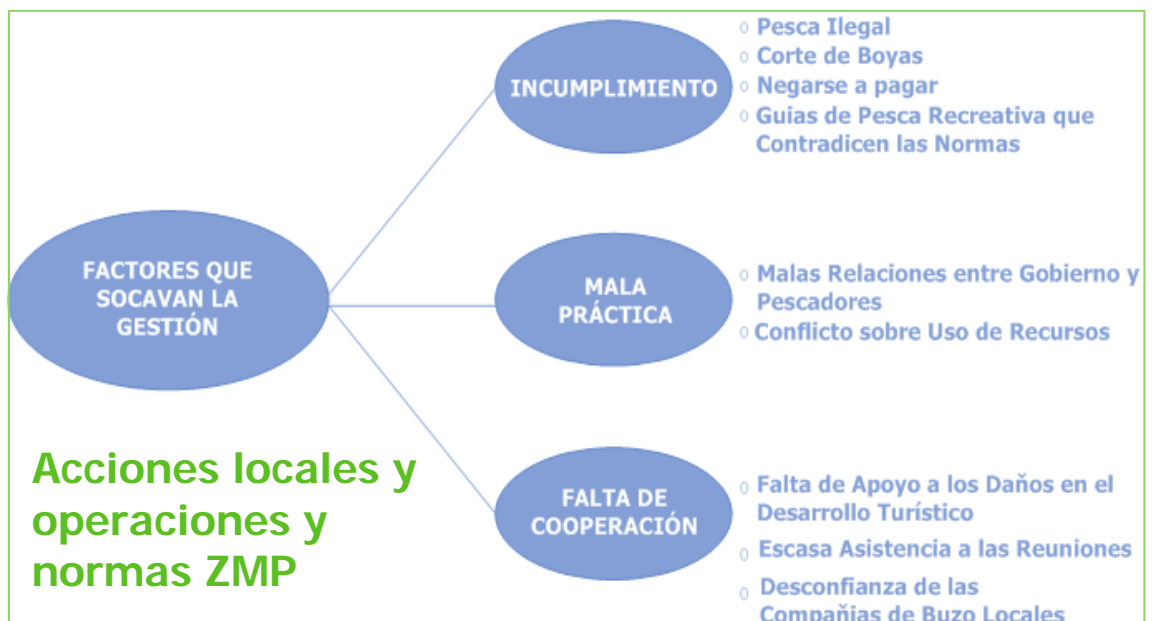 FACTORES QUE
SOCAVAN LA
GESTIÓN
INCUMPLIMIENTO
Pesca Ilegal
Corte de Boyas
Negarse a pagar
Guias de Pesca Recreativa que
Contradicen las Normas
MALA
PRÁCTICA
Malas Relaciones entre Gobierno y
Pescadores
Conflicto sobre Uso de Recursos
FALTA DE
COOPERACIÓN
Falta de Apoyo a los Daňos en el
Desarrollo Turístico
Escasa Asistencia a las Reuniones
Desconfianza de las
Compañias de Buzo Locales
Acciones locales y
operaciones y
normas ZMP